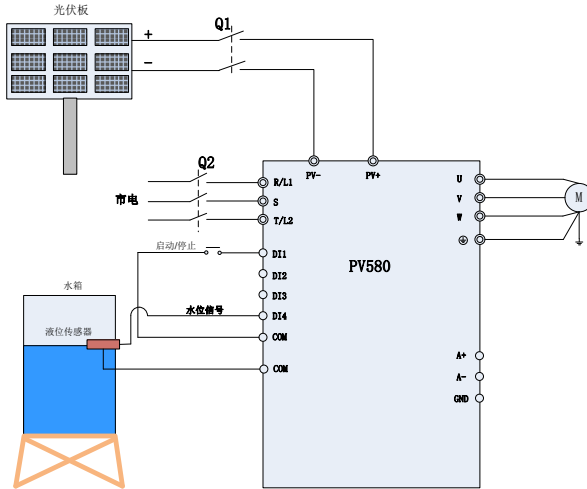 光伏板
+
-
Q1
Q2
PV-
PV+
R/L1
S
T/L2
市电
U
V
W
M
启动/停止
DI1
DI2
DI3
水位信号
DI4
COM
COM
PV580
水箱
液位传感器
A+
A-
GND